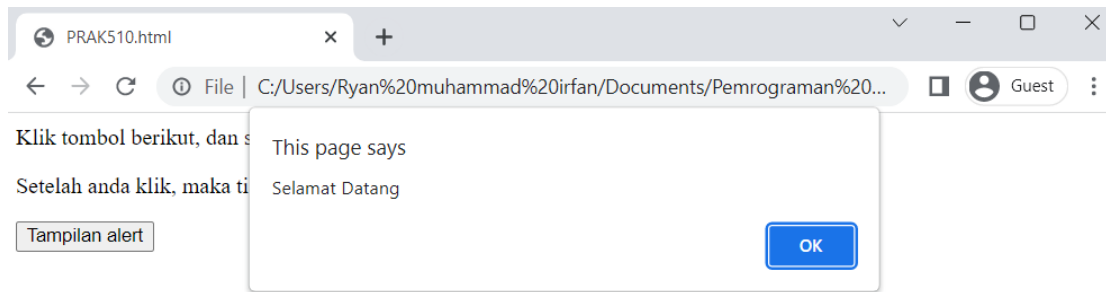 PRAK510.html
File | C:/Users/Ryan%20muhammad%20irfan/Documents/Pemrograman%20...
Guest
Klik tombol berikut, dan s
This page says
Setelah anda klik, maka ti
Selamat Datang
Tampilan alert
OK